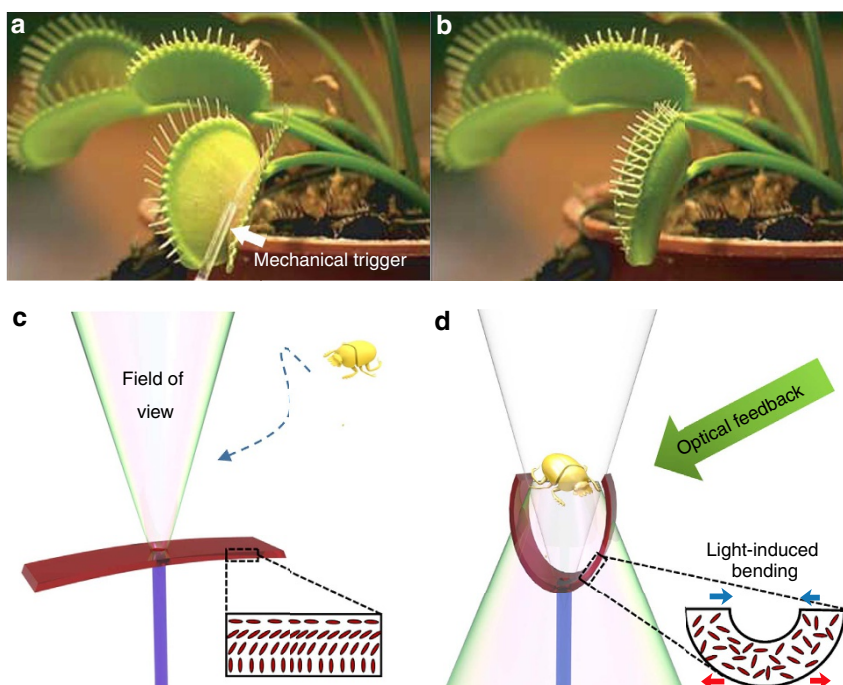 a
Mechanical trigger
b
c
Field of
view
d
Optical feedback
Light-induced
bending